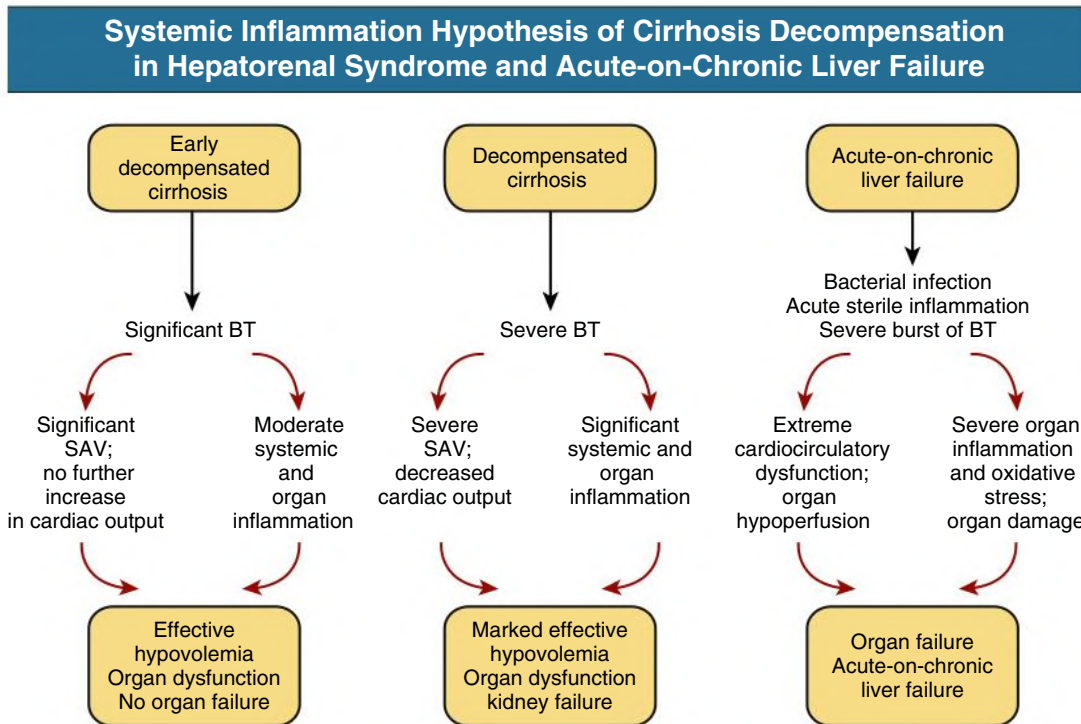 Systemic Inflammation Hypothesis of Cirrhosis Decompensation
in Hepatorenal Syndrome and Acute-on-Chronic Liver Failure
Early
decompensated
cirrhosis
Significant BT
Significant
SAV;
no further
increase
in cardiac output
Moderate
systemic
and
organ
inflammation
Effective
hypovolemia
Organ dysfunction
No organ failure
Decompensated
cirrhosis
Severe BT
Severe
SAV;
decreased
cardiac output
Significant
systemic and
organ
inflammation
Marked effective
hypovolemia
Organ dysfunction
kidney failure
Acute-on-chronic
liver failure
Bacterial infection
Acute sterile inflammation
Severe burst of BT
Extreme
cardiocirculatory
dysfunction;
organ
hypoperfusion
Severe organ
inflammation
and oxidative
stress;
organ damage
Organ failure
Acute-on-chronic
liver failure